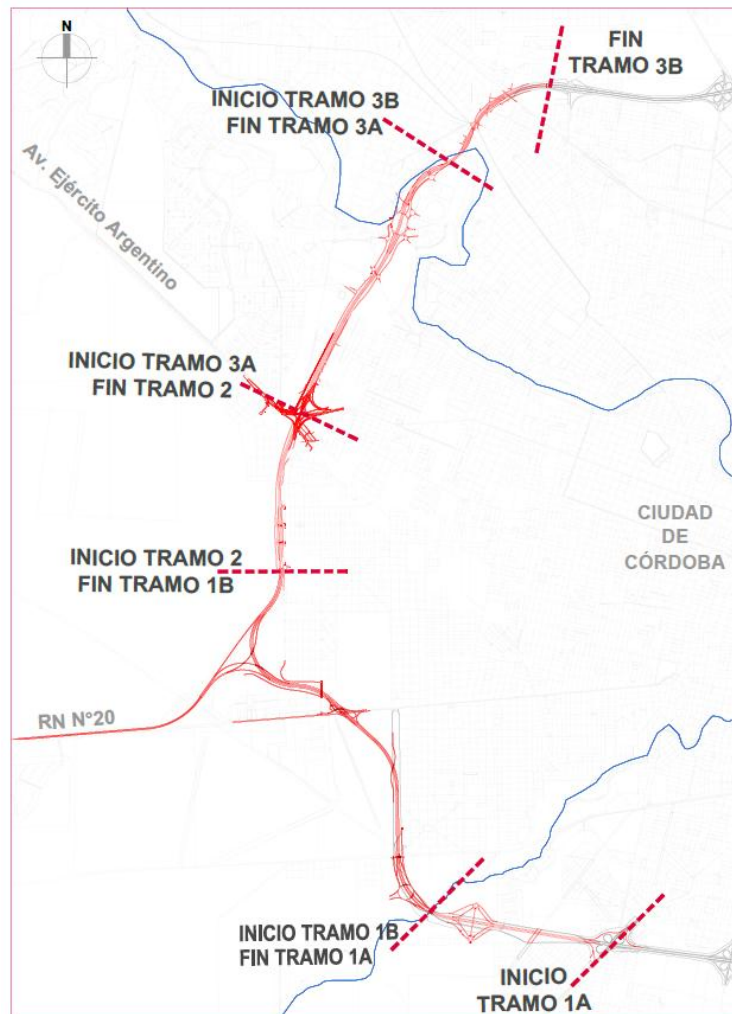 N
FIN
TRAMO 3B
INICIO TRAMO 3B
FIN TRAMO 3A
Av. Ejército Argentino
INICIO TRAMO 3A
FIN TRAMO 2
CIUDAD
DE
CÓRDOBA
INICIO TRAMO 2
FIN TRAMO 1B
RN N°20
INICIO TRAMO 1B
FIN TRAMO 1A
INICIO
TRAMO 1A